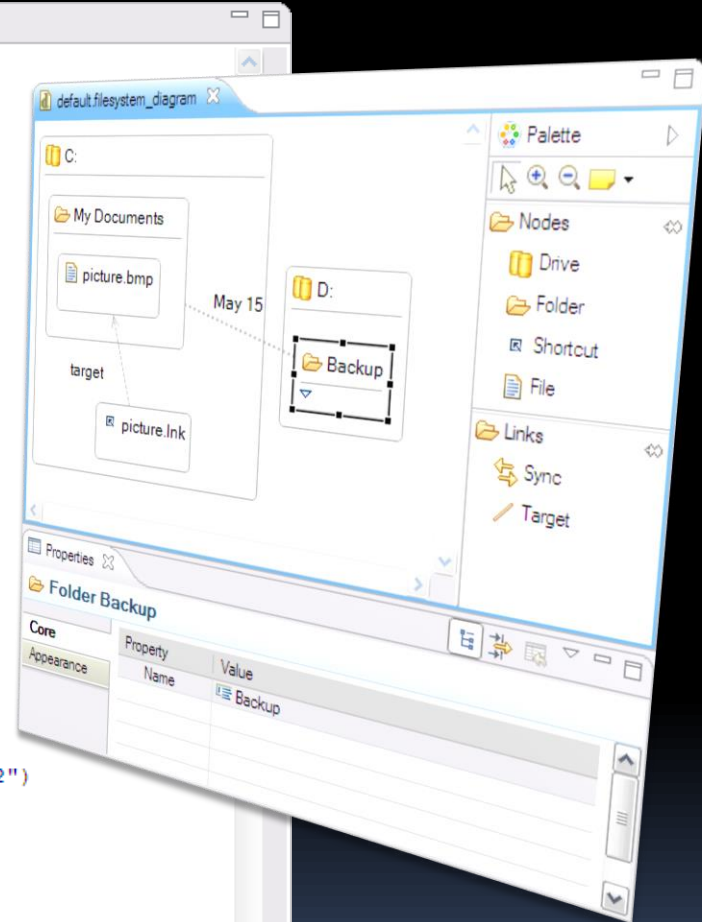 default.filesystem_diagram
C:
My Documents
picture.bmp
May 15
target
picture.lnk
D:
Backup
Palette
Nodes
Drive
Folder
Shortcut
File
Links
Sync
Target
Properties
Folder Backup
Core
Appearance
Property
Value
Name
Backup
2")